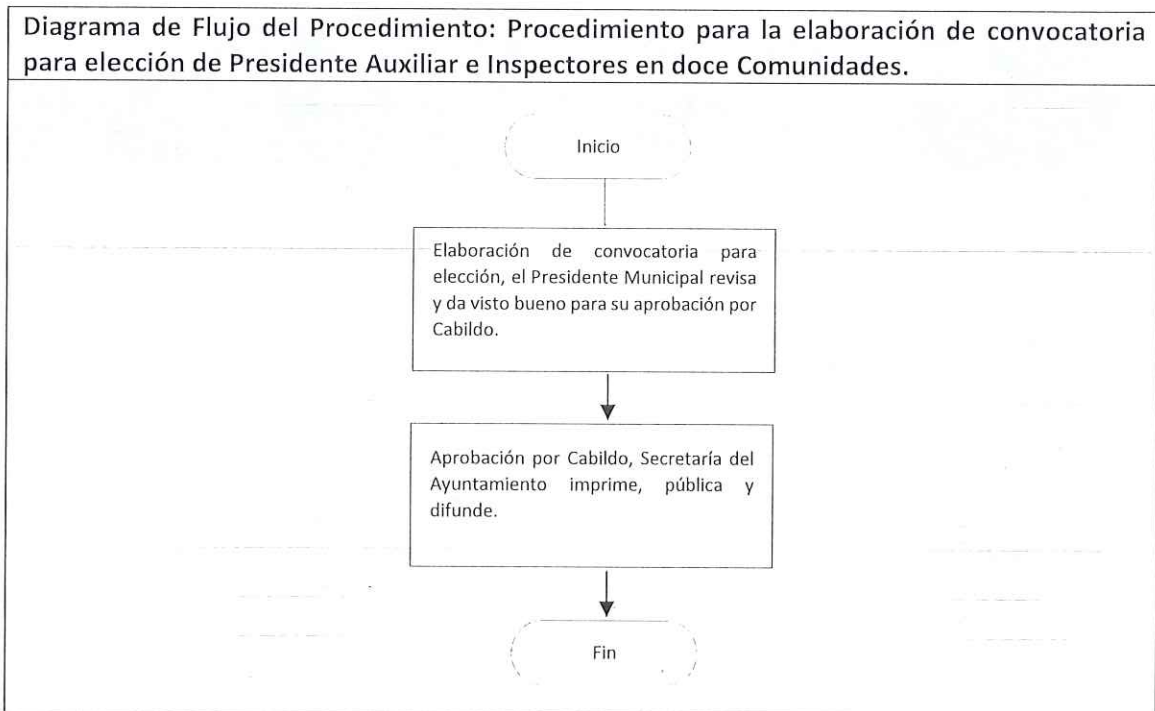 Diagrama de Flujo del Procedimiento: Procedimiento para la elaboración de convocatoria
para elección de Presidente Auxiliar e Inspectores en doce Comunidades.
Inicio
Elaboración de convocatoria para
elección, el Presidente Municipal revisa
y da visto bueno para su aprobación por
Cabildo.
Aprobación por Cabildo, Secretaría del
Ayuntamiento imprime, pública y
difunde.
Fin